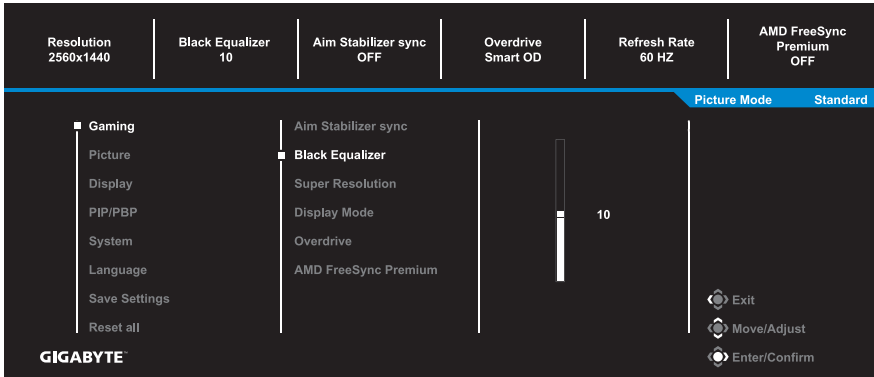 Resolution
2560x1440
Black Equalizer
10
Aim Stabilizer sync
OFF
Overdrive
Smart OD
Refresh Rate
60 HZ
AMD FreeSync
Premium
OFF
Picture Mode Standard
Gaming
Picture
Display
PIP/PBP
System
Language
Save Settings
Reset all
Aim Stabilizer sync
Black Equalizer
Super Resolution
Display Mode
Overdrive
AMD FreeSync Premium
10
Exit
Move/Adjust
Enter/Confirm
GIGABYTE™